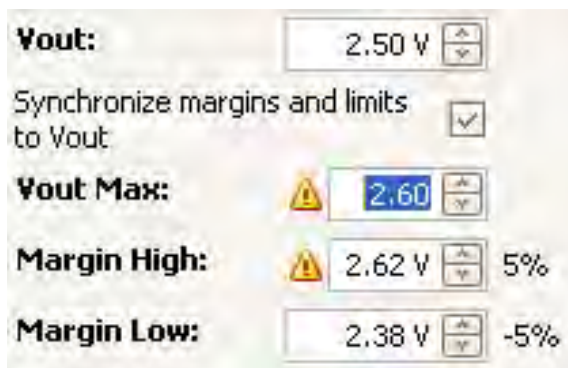 Vout: 2.50 V
Synchronize margins and limits
to Vout
Vout Max: 2.60
Margin High: 2.62 V 5%
Margin Low: 2.38 V -5%